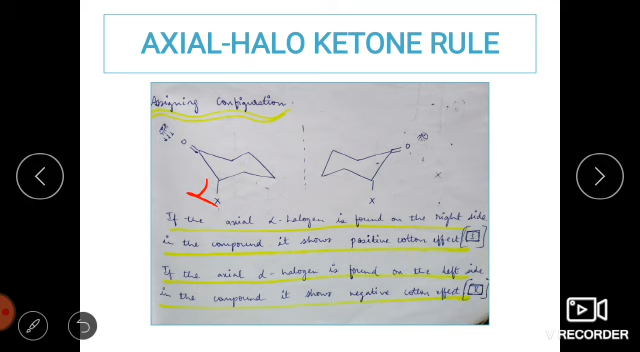 AXIAL-HALO KETONE RULE
Assigning Configuration.
O
O
X
X
X
If the axial α-halogen is found on the right side
in the compound it shows positive cotton effect
If the axial α-halogen is found on the left side
in the compound it shows negative cotton effect
V RECORDER